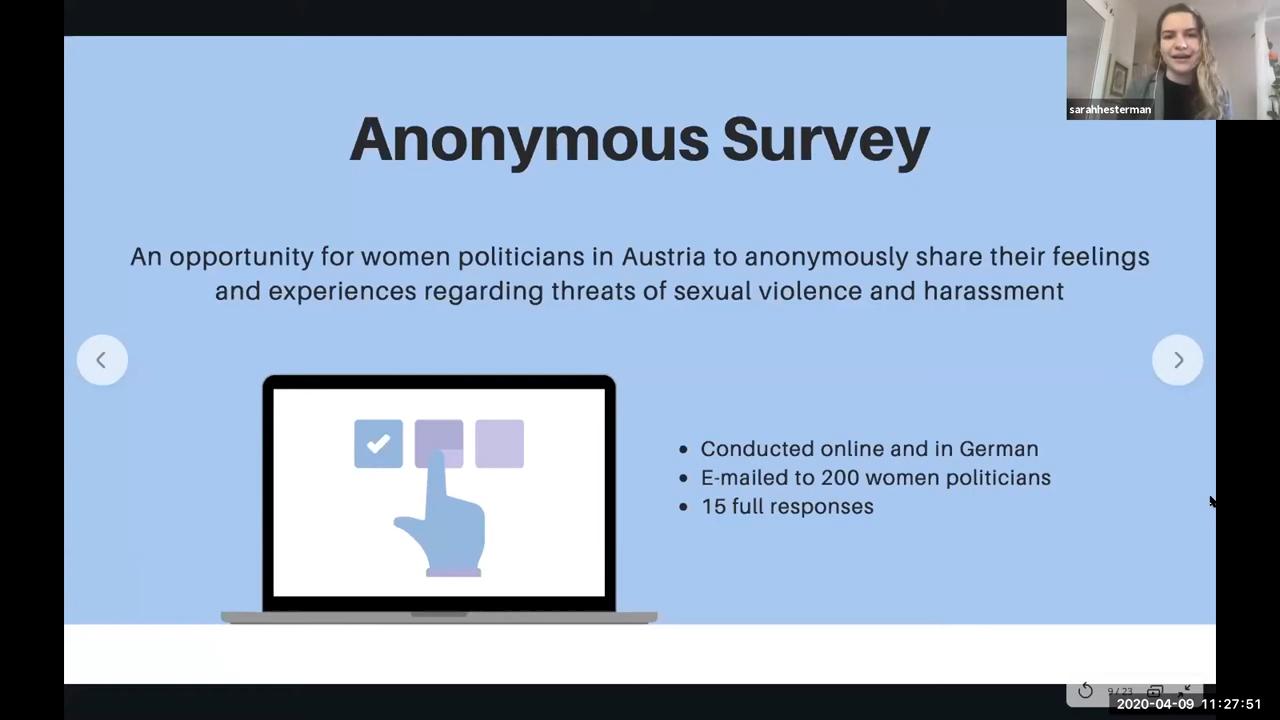 sarahhesterman
Anonymous Survey
An opportunity for women politicians in Austria to anonymously share their feelings
and experiences regarding threats of sexual violence and harassment
• Conducted online and in German
• E-mailed to 200 women politicians
• 15 full responses
9 / 23
2020-04-09 11:27:51